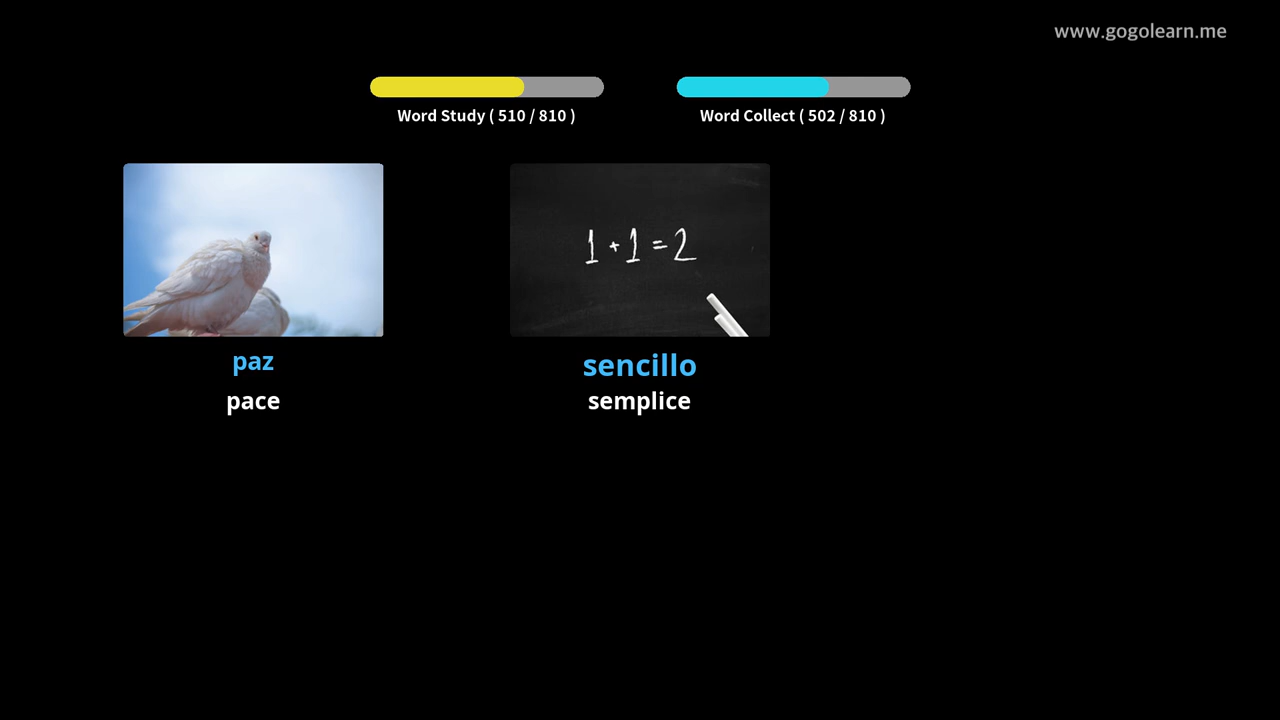 www.gogolearn.me
Word Study ( 510 / 810 )
Word Collect ( 502 / 810 )
1 + 1 = 2
paz
pace
sencillo
semplice